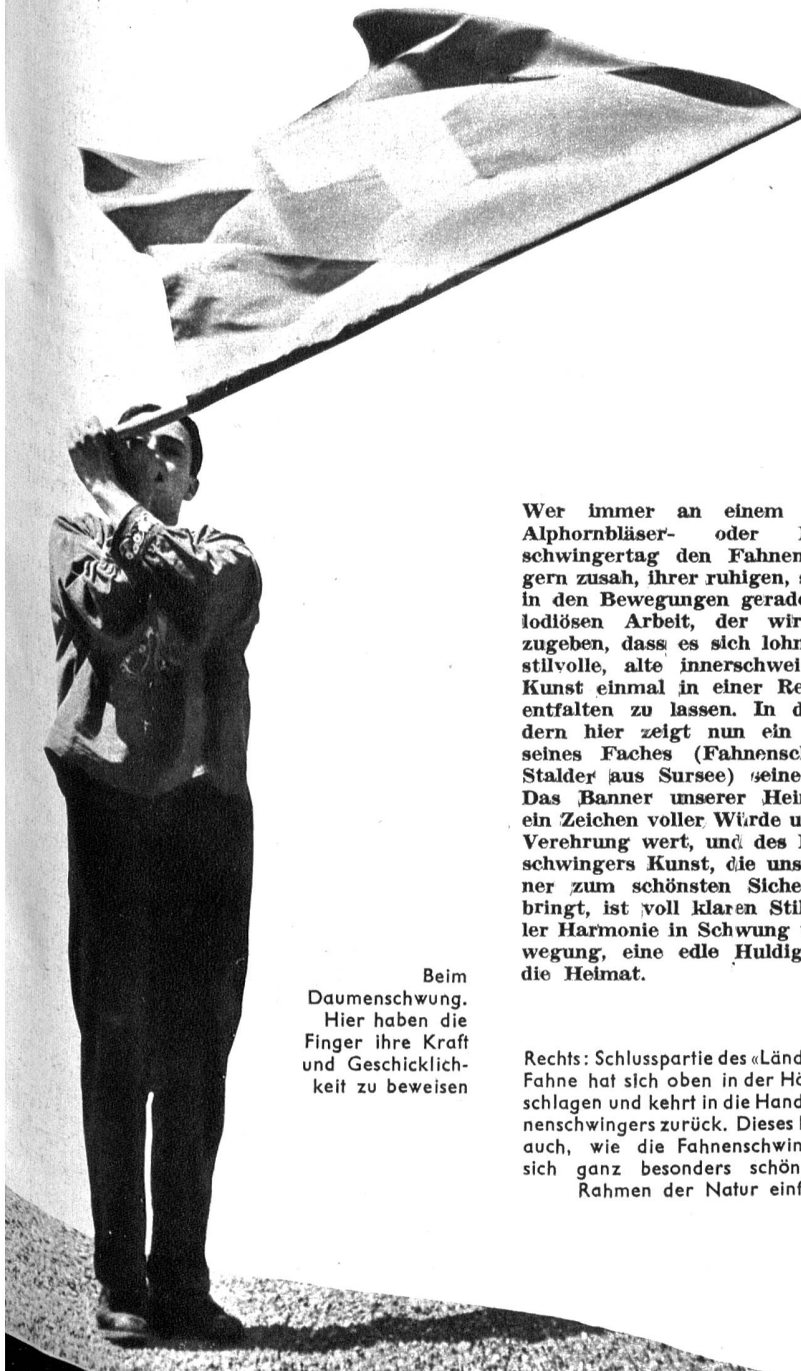 Wer immer an einem
Alphornbläser- oder
schwingertag den Fahnen
gern zusah, ihrer ruhigen,
in den Bewegungen gerade
lodiösen Arbeit, der wir
zugeben, dass es sich lohn
stilvolle, alte innerschwei
Kunst einmal in einer Re
entfalten zu lassen. In d
dern hier zeigt nun ein
seines Faches (Fahnensc
Stalder aus Sursee) seine
Das Banner unserer Hei
ein Zeichen voller Würde u
Verehrung wert, und des
schwingers Kunst, die uns
ner zum schönsten Siche
bringt, ist voll klaren Stil
ler Harmonie in Schwung
wegung, eine edle Huldig
die Heimat.
Beim
Daumenschwung.
Hier haben die
Finger ihre Kraft
und Geschicklich-
keit zu beweisen
Rechts: Schlusspartie des «Länd
Fahne hat sich oben in der Hö
schlagen und kehrt in die Hand
nenschwingers zurück. Dieses
auch, wie die Fahnenschwin
sich ganz besonders schön
Rahmen der Natur einf